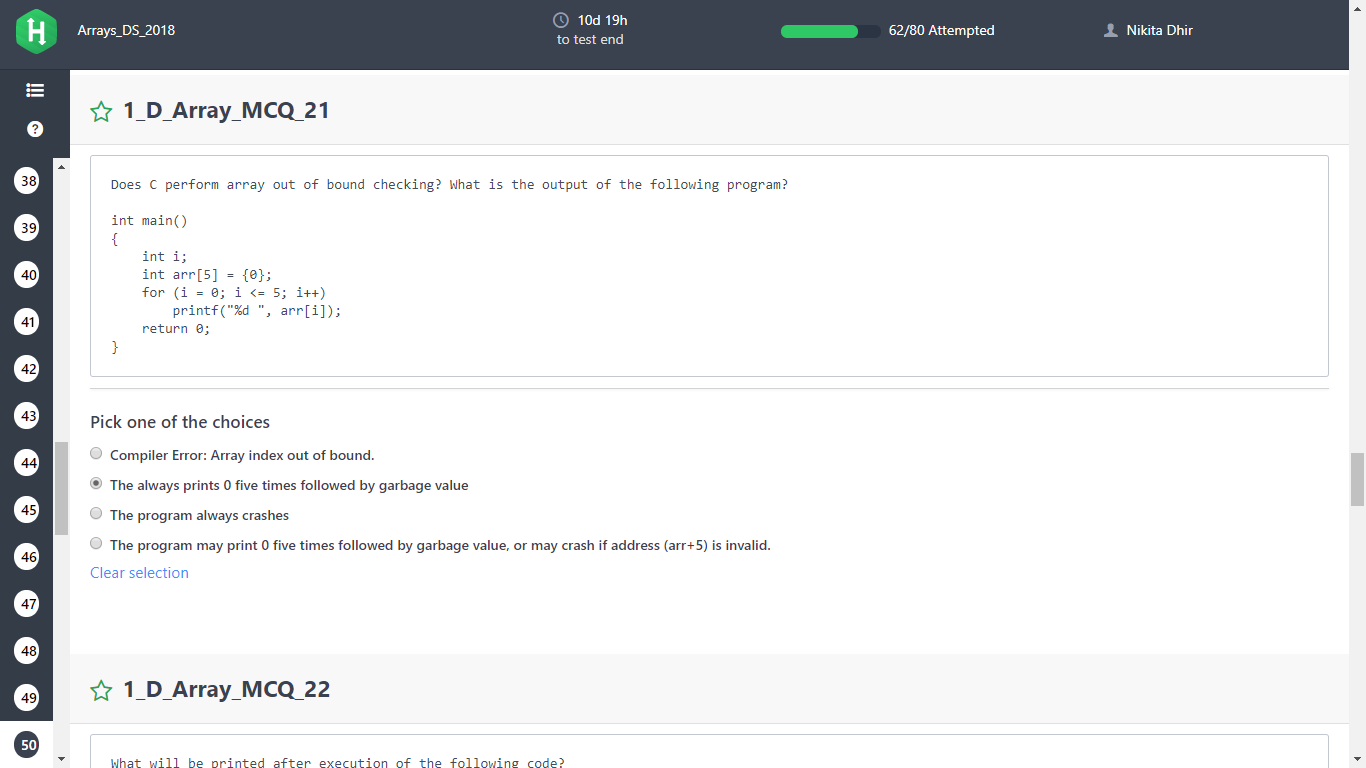 Arrays_DS_2018
10d 19h
to test end
62/80 Attempted
Nikita Dhir
38
39
40
41
42
43
44
45
46
47
48
49
50
1_D_Array_MCQ_21
Does C perform array out of bound checking? What is the output of the following program?
int main()
{
    int i;
    int arr[5] = {0};
    for (i = 0; i <= 5; i++)
        printf("%d ", arr[i]);
    return 0;
}
Pick one of the choices
Compiler Error: Array index out of bound.
The always prints 0 five times followed by garbage value
The program always crashes
The program may print 0 five times followed by garbage value, or may crash if address (arr+5) is invalid.
Clear selection
1_D_Array_MCQ_22
What will be printed after execution of the following code?